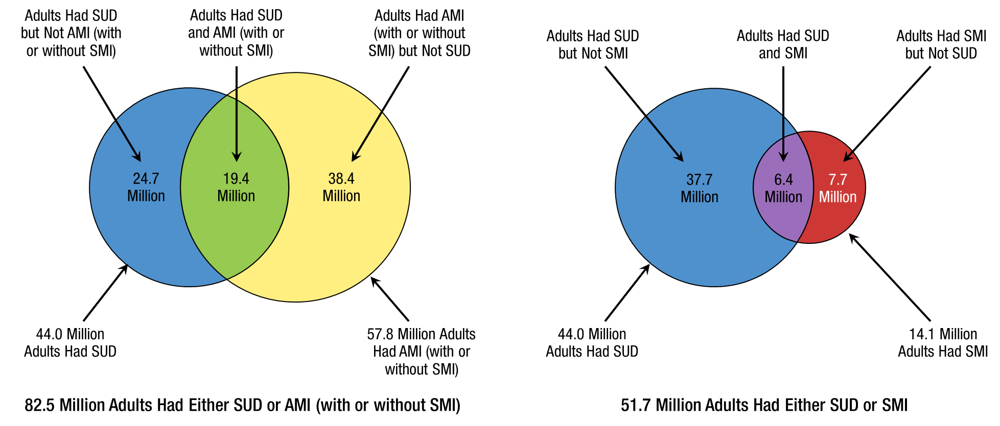 Adults Had SUD
but Not AMI (with
or without SMI)
Adults Had SUD
and AMI (with or
without SMI)
Adults Had AMI
(with or without
SMI) but Not SUD
24.7
Million
19.4
Million
38.4
Million
44.0 Million
Adults Had SUD
57.8 Million Adults
Had AMI (with or
without SMI)
82.5 Million Adults Had Either SUD or AMI (with or without SMI)
Adults Had SUD
but Not SMI
Adults Had SUD
and SMI
Adults Had SMI
but Not SUD
37.7
Million
6.4
Million
7.7
Million
44.0 Million
Adults Had SUD
14.1 Million
Adults Had SMI
51.7 Million Adults Had Either SUD or SMI